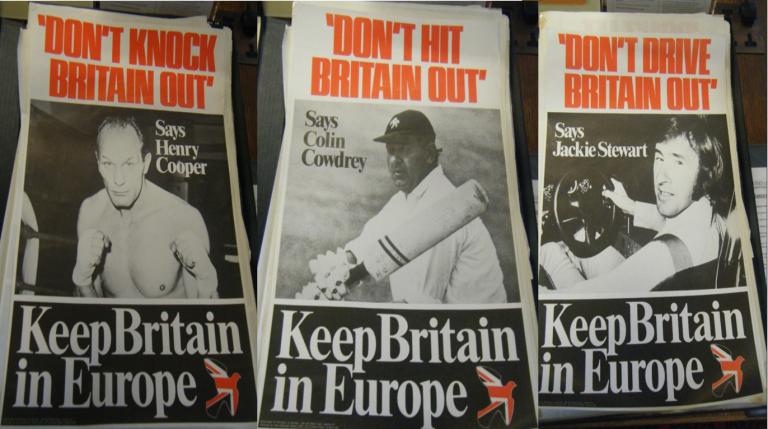 'DON'T KNOCK
BRITAIN OUT'
Says
Henry
Cooper
Keep Britain
in Europe
'DON'T HIT
BRITAIN OUT'
Says
Colin
Cowdrey
Keep Britain
in Europe
'DON'T DRIVE
BRITAIN OUT'
Says
Jackie Stewart
Keep Britain
in Europe